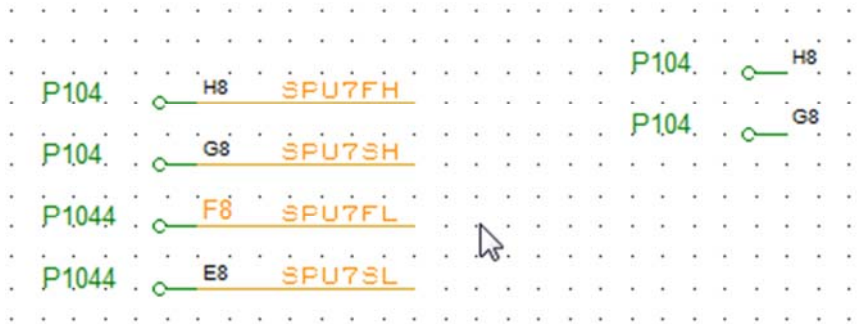 P104 H8 SPU7FH
P104 G8 SPU7SH
P1044 F8 SPU7FL
P1044 E8 SPU7SL
P104 H8
P104 G8